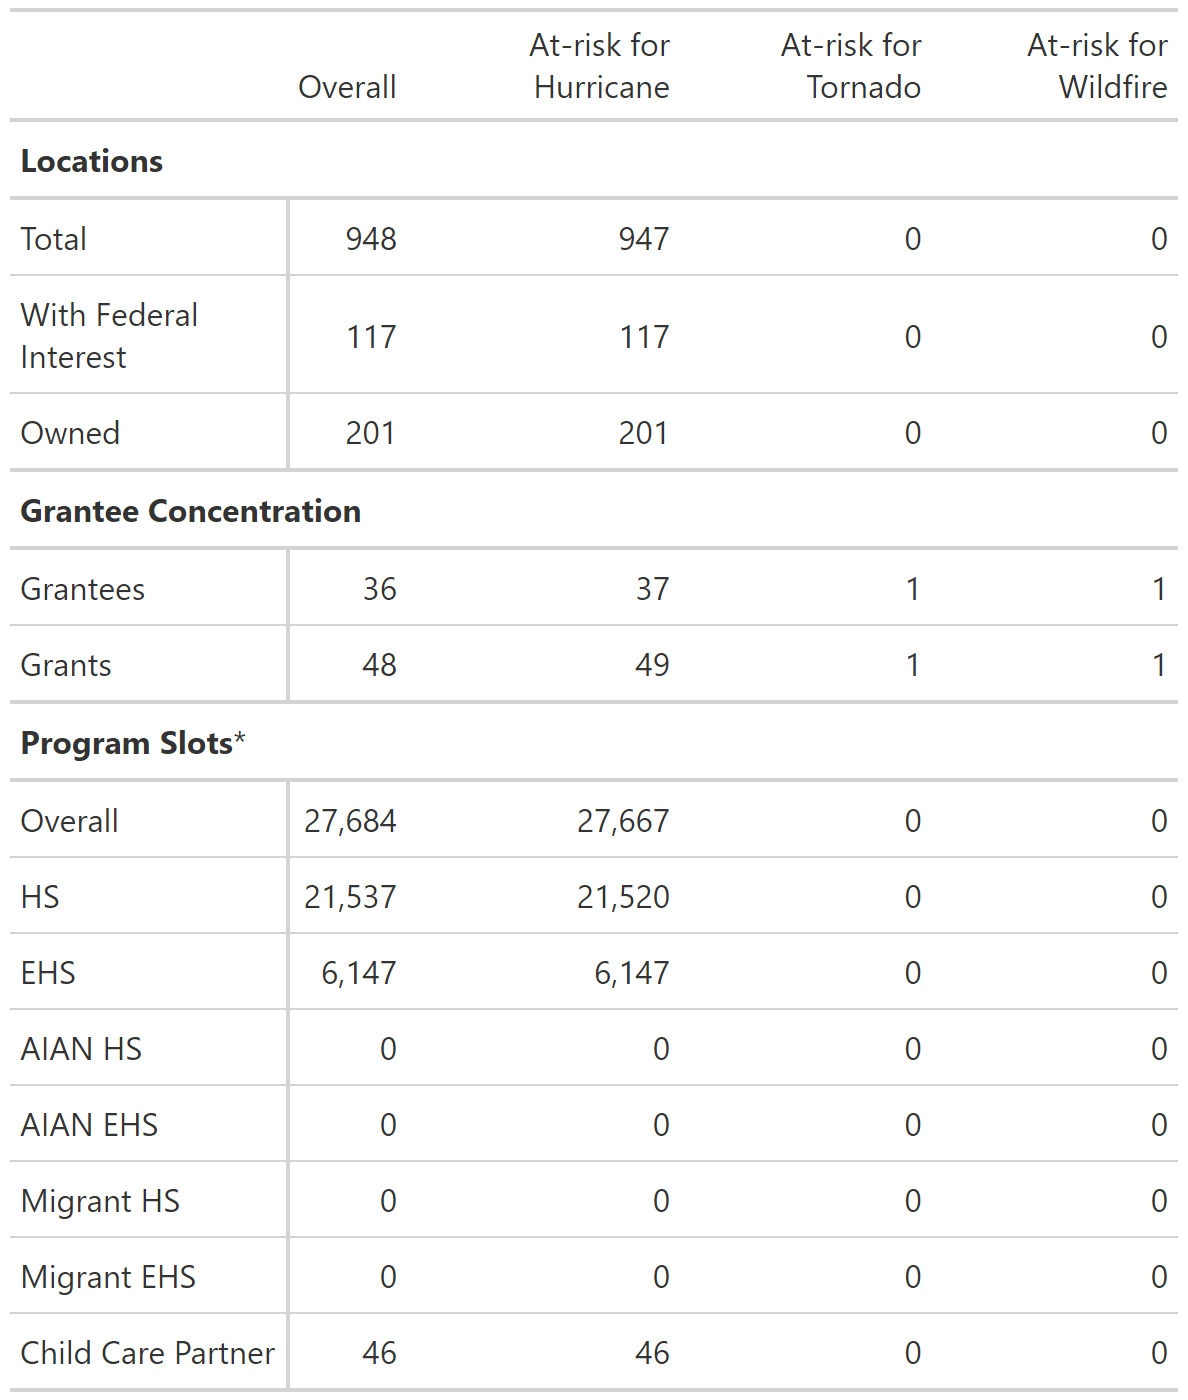 Overall At-risk for Hurricane At-risk for Tornado At-risk for Wildfire
Locations
Total 948 947 0 0
With Federal Interest 117 117 0 0
Owned 201 201 0 0
Grantee Concentration
Grantees 36 37 1 1
Grants 48 49 1 1
Program Slots*
Overall 27,684 27,667 0 0
HS 21,537 21,520 0 0
EHS 6,147 6,147 0 0
AIAN HS 0 0 0 0
AIAN EHS 0 0 0 0
Migrant HS 0 0 0 0
Migrant EHS 0 0 0 0
Child Care Partner 46 46 0 0